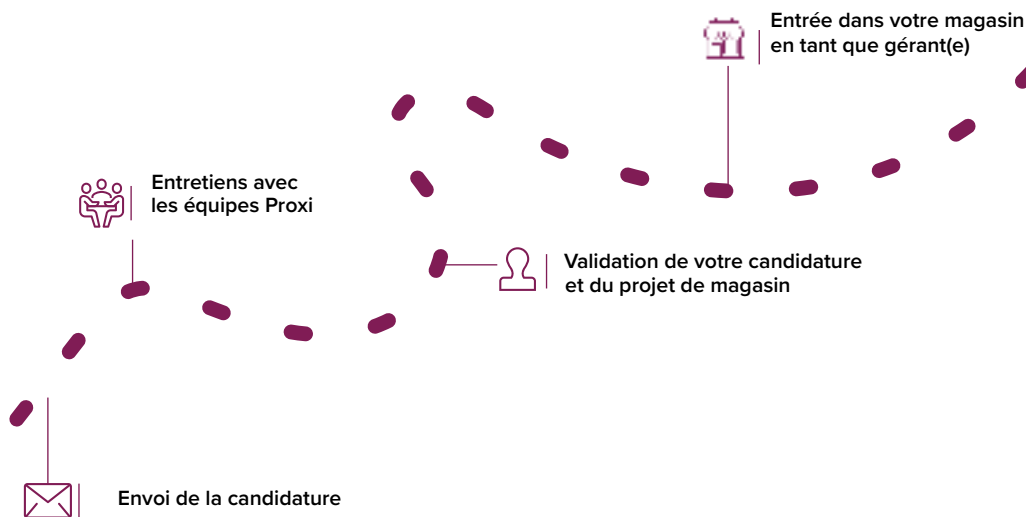 Entrée dans votre magasin
en tant que gérant(e)
Entretiens avec
les équipes Proxi
Validation de votre candidature
et du projet de magasin
Envoi de la candidature